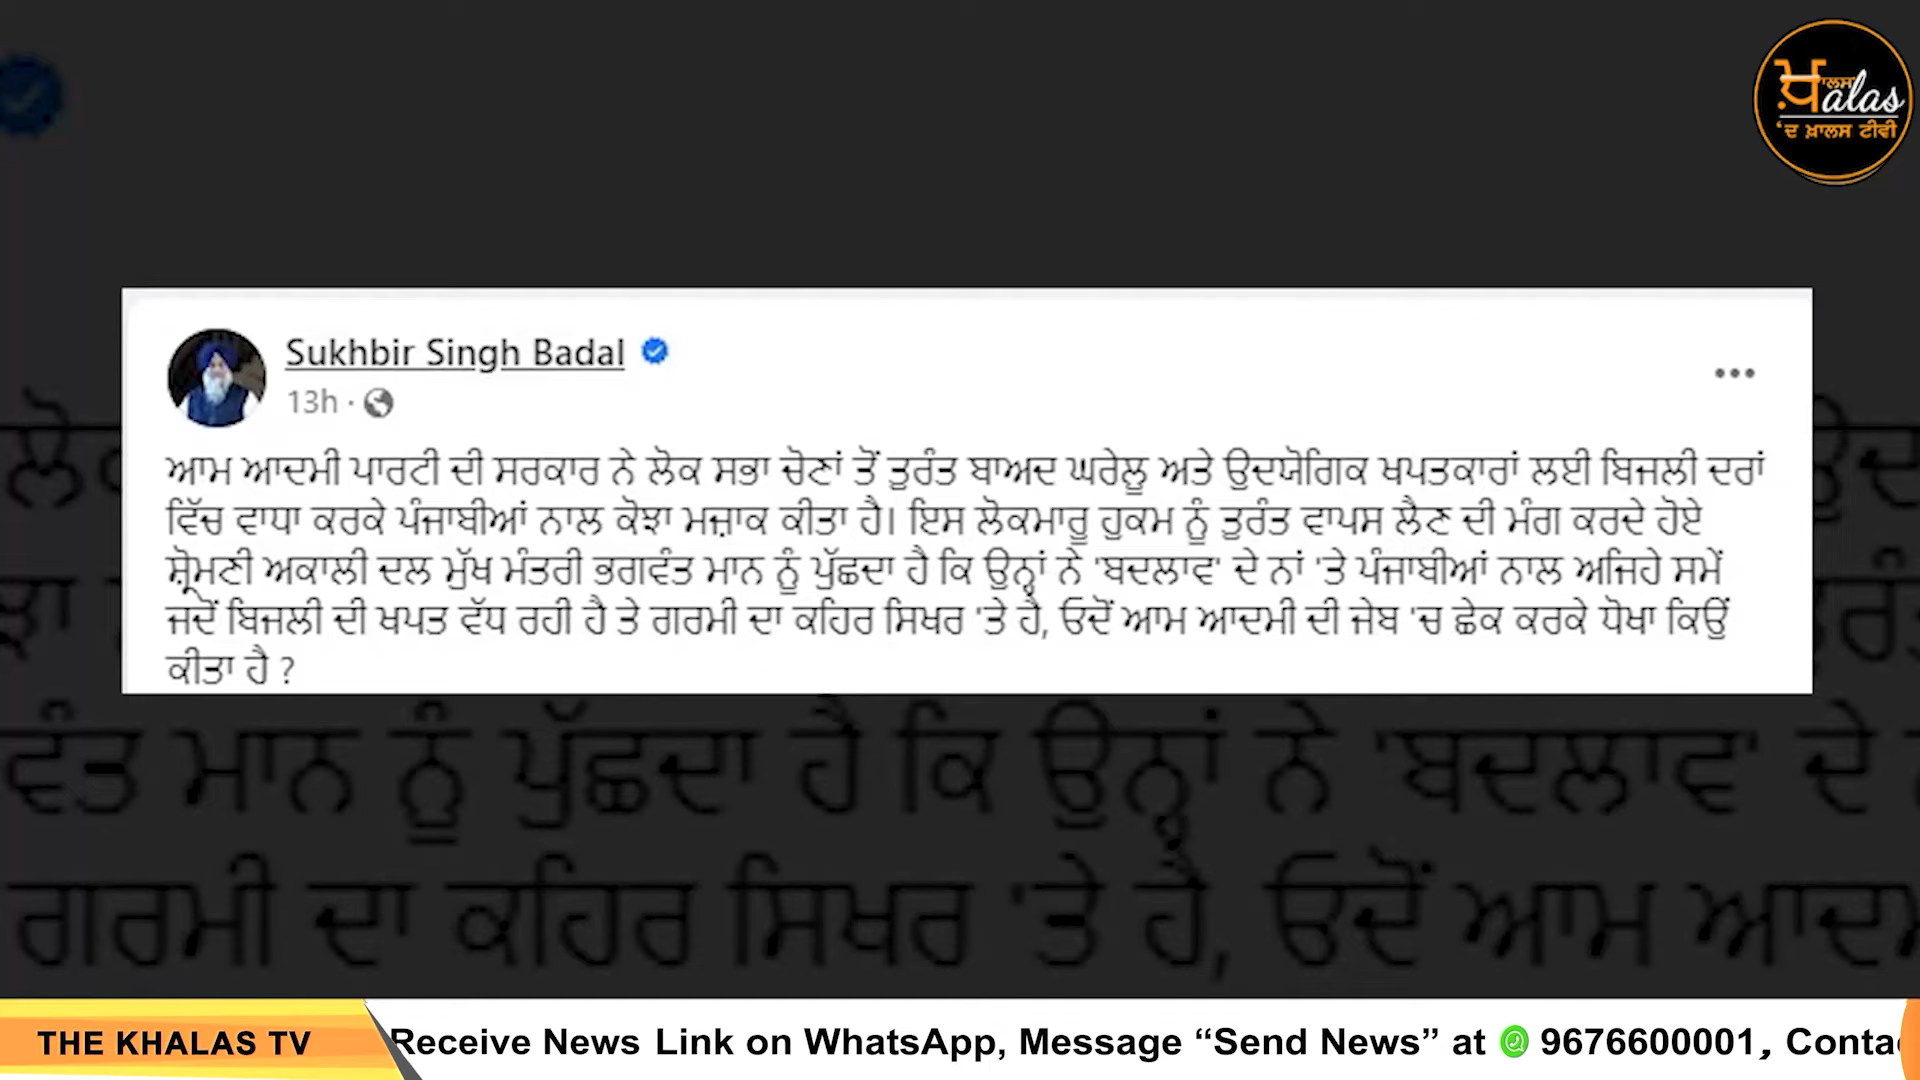 ਖ਼ਾਲਸ
Khalas
'ਦ ਖ਼ਾਲਸ ਟੀਵੀ
Sukhbir Singh Badal
13h ·
ਆਮ ਆਦਮੀ ਪਾਰਟੀ ਦੀ ਸਰਕਾਰ ਨੇ ਲੋਕ ਸਭਾ ਚੋਣਾਂ ਤੋਂ ਤੁਰੰਤ ਬਾਅਦ ਘਰੇਲੂ ਅਤੇ ਉਦਯੋਗਿਕ ਖਪਤਕਾਰਾਂ ਲਈ ਬਿਜਲੀ ਦਰਾਂ
ਵਿੱਚ ਵਾਧਾ ਕਰਕੇ ਪੰਜਾਬੀਆਂ ਨਾਲ ਕੋਝਾ ਮਜ਼ਾਕ ਕੀਤਾ ਹੈ। ਇਸ ਲੋਕਮਾਰੂ ਹੁਕਮ ਨੂੰ ਤੁਰੰਤ ਵਾਪਸ ਲੈਣ ਦੀ ਮੰਗ ਕਰਦੇ ਹੋਏ
ਸ਼੍ਰੋਮਣੀ ਅਕਾਲੀ ਦਲ ਮੁੱਖ ਮੰਤਰੀ ਭਗਵੰਤ ਮਾਨ ਨੂੰ ਪੁੱਛਦਾ ਹੈ ਕਿ ਉਨ੍ਹਾਂ ਨੇ 'ਬਦਲਾਵ' ਦੇ ਨਾਂ 'ਤੇ ਪੰਜਾਬੀਆਂ ਨਾਲ ਅਜਿਹੇ ਸਮੇਂ
ਜਦੋਂ ਬਿਜਲੀ ਦੀ ਖਪਤ ਵੱਧ ਰਹੀ ਹੈ ਤੇ ਗਰਮੀ ਦਾ ਕਹਿਰ ਸਿਖਰ 'ਤੇ ਹੈ, ਓਦੋਂ ਆਮ ਆਦਮੀ ਦੀ ਜੇਬ 'ਚ ਛੇਕ ਕਰਕੇ ਧੋਖਾ ਕਿਉਂ
ਕੀਤਾ ਹੈ ?
ਵੰਤ ਮਾਨ ਨੂੰ ਪੁੱਛਦਾ ਹੈ ਕਿ ਉਨ੍ਹਾਂ ਨੇ 'ਬਦਲਾਵ' ਦੇ
ਗਰਮੀ ਦਾ ਕਹਿਰ ਸਿਖਰ 'ਤੇ ਹੈ, ਓਦੋਂ ਆਮ ਆਦਮ
THE KHALAS TV
Receive News Link on WhatsApp, Message “Send News” at 9676600001, Conta